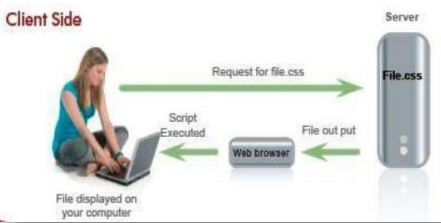 Client Side
Server
Request for file.css
File.css
Script
Executed
File out put
Web browser
File displayed on
your computer